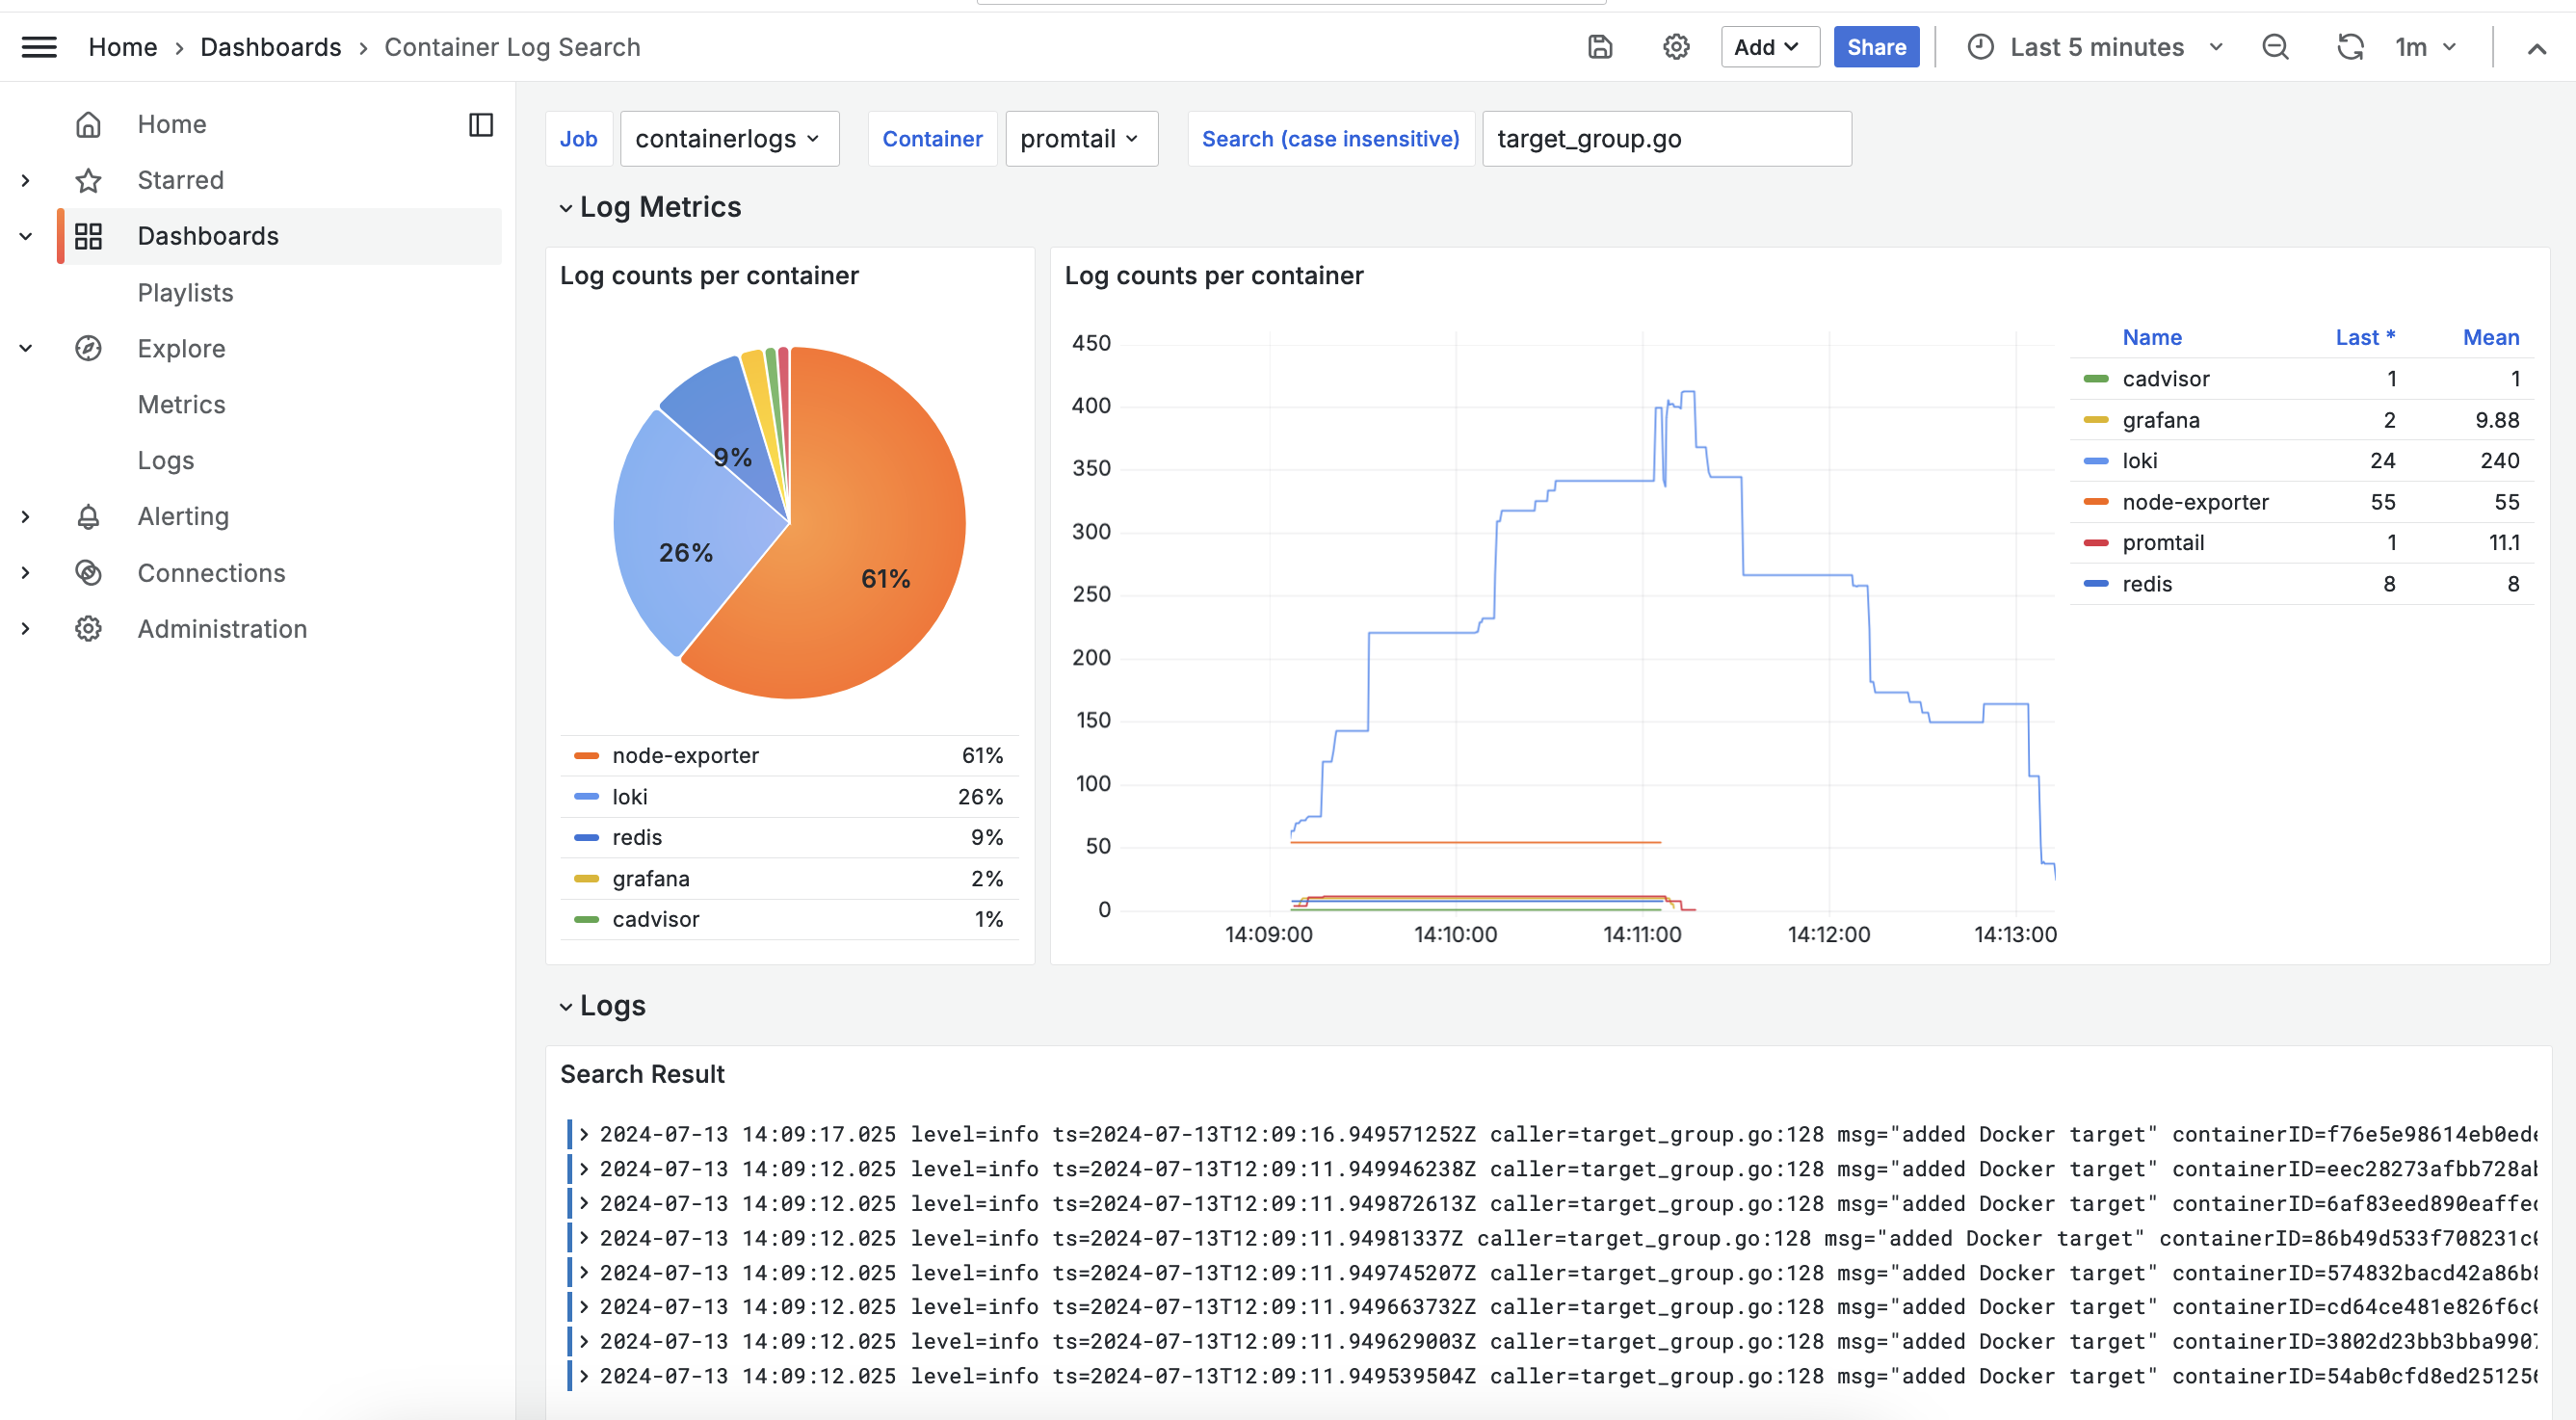 Home › Dashboards › Container Log Search
Add
Share
Last 5 minutes
1m
Home
Starred
Dashboards
Playlists
Explore
Metrics
Logs
Alerting
Connections
Administration
Job containerlogs Container promtail Search (case insensitive) target_group.go
Log Metrics
Log counts per container
9%
26%
61%
node-exporter 61%
loki 26%
redis 9%
grafana 2%
cadvisor 1%
Log counts per container
450
400
350
300
250
200
150
100
50
0
14:09:00 14:10:00 14:11:00 14:12:00 14:13:00
Name Last * Mean
cadvisor 1 1
grafana 2 9.88
loki 24 240
node-exporter 55 55
promtail 1 11.1
redis 8 8
Logs
Search Result
2024-07-13 14:09:17.025 level=info ts=2024-07-13T12:09:16.949571252Z caller=target_group.go:128 msg="added Docker target" containerID=f76e5e98614eb0ede
2024-07-13 14:09:12.025 level=info ts=2024-07-13T12:09:11.949946238Z caller=target_group.go:128 msg="added Docker target" containerID=eec28273afbb728ab
2024-07-13 14:09:12.025 level=info ts=2024-07-13T12:09:11.949872613Z caller=target_group.go:128 msg="added Docker target" containerID=6af83eed890eaffec
2024-07-13 14:09:12.025 level=info ts=2024-07-13T12:09:11.94981337Z caller=target_group.go:128 msg="added Docker target" containerID=86b49d533f708231c0
2024-07-13 14:09:12.025 level=info ts=2024-07-13T12:09:11.949745207Z caller=target_group.go:128 msg="added Docker target" containerID=574832bacd42a86b8
2024-07-13 14:09:12.025 level=info ts=2024-07-13T12:09:11.949663732Z caller=target_group.go:128 msg="added Docker target" containerID=cd64ce481e826f6c0
2024-07-13 14:09:12.025 level=info ts=2024-07-13T12:09:11.949629003Z caller=target_group.go:128 msg="added Docker target" containerID=3802d23bb3bba9907
2024-07-13 14:09:12.025 level=info ts=2024-07-13T12:09:11.949539504Z caller=target_group.go:128 msg="added Docker target" containerID=54ab0cfd8ed251256